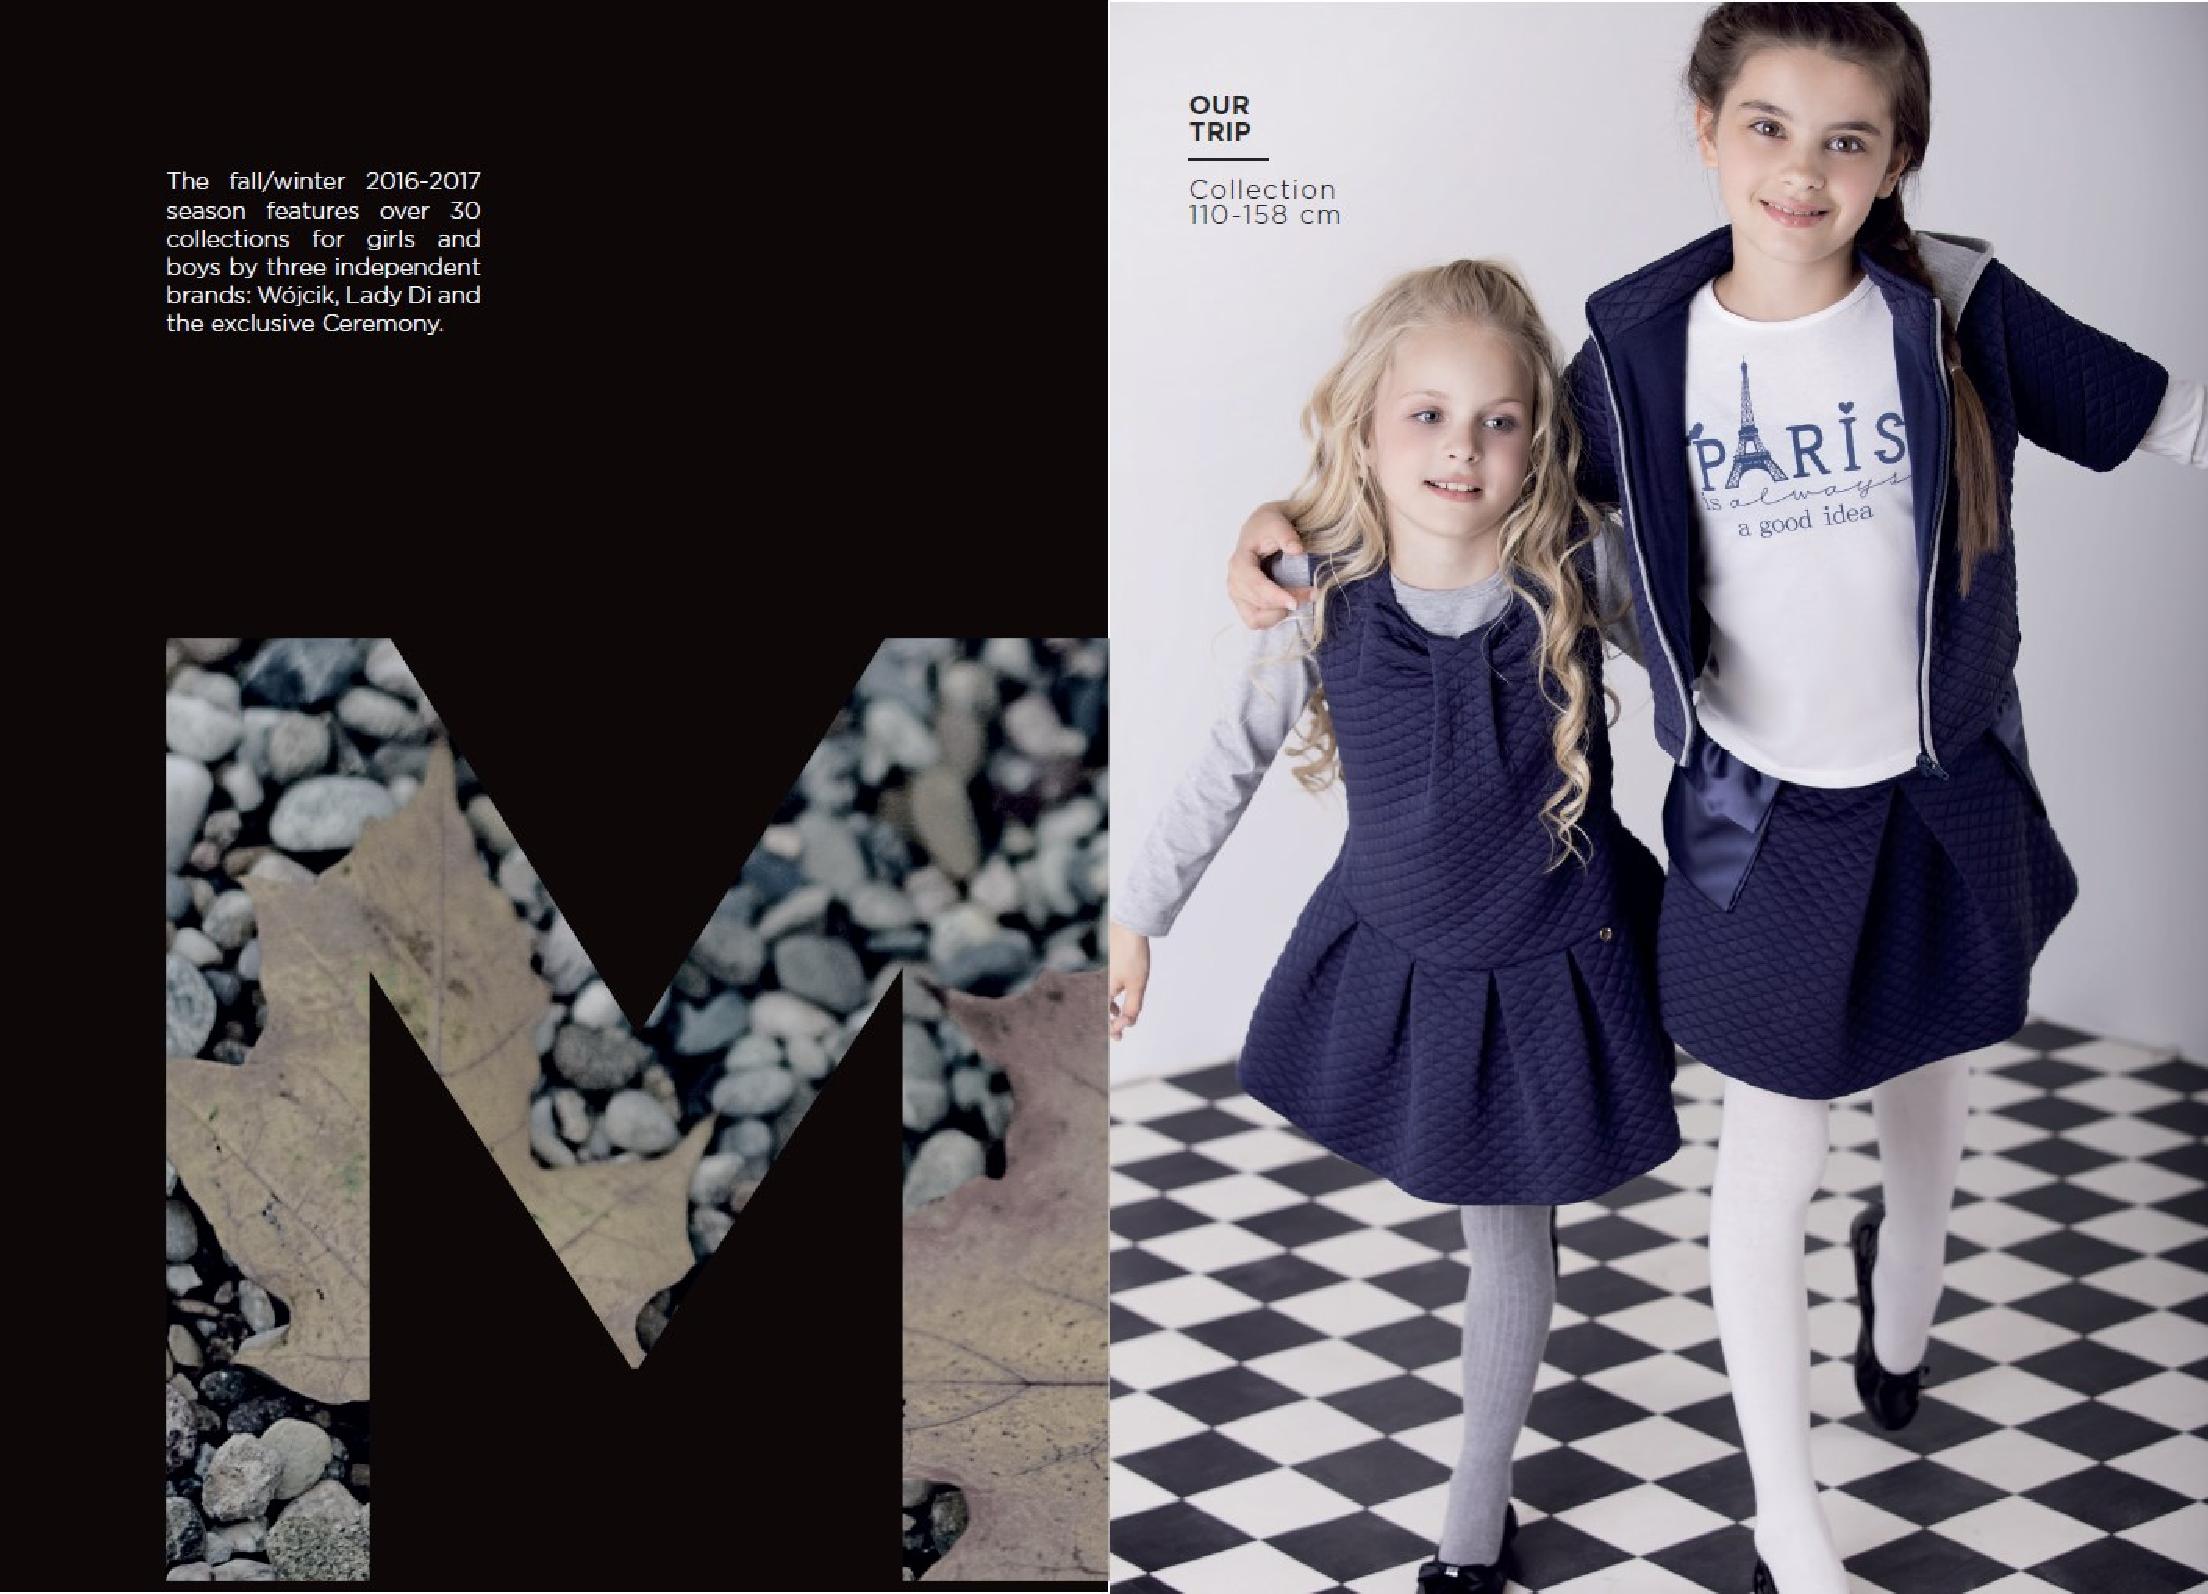 The fall/winter 2016-2017
season features over 30
collections for girls and
boys by three independent
brands: Wójcik, Lady Di and
the exclusive Ceremony.
M
OUR
TRIP
Collection
110-158 cm
PARIS
is always
a good idea